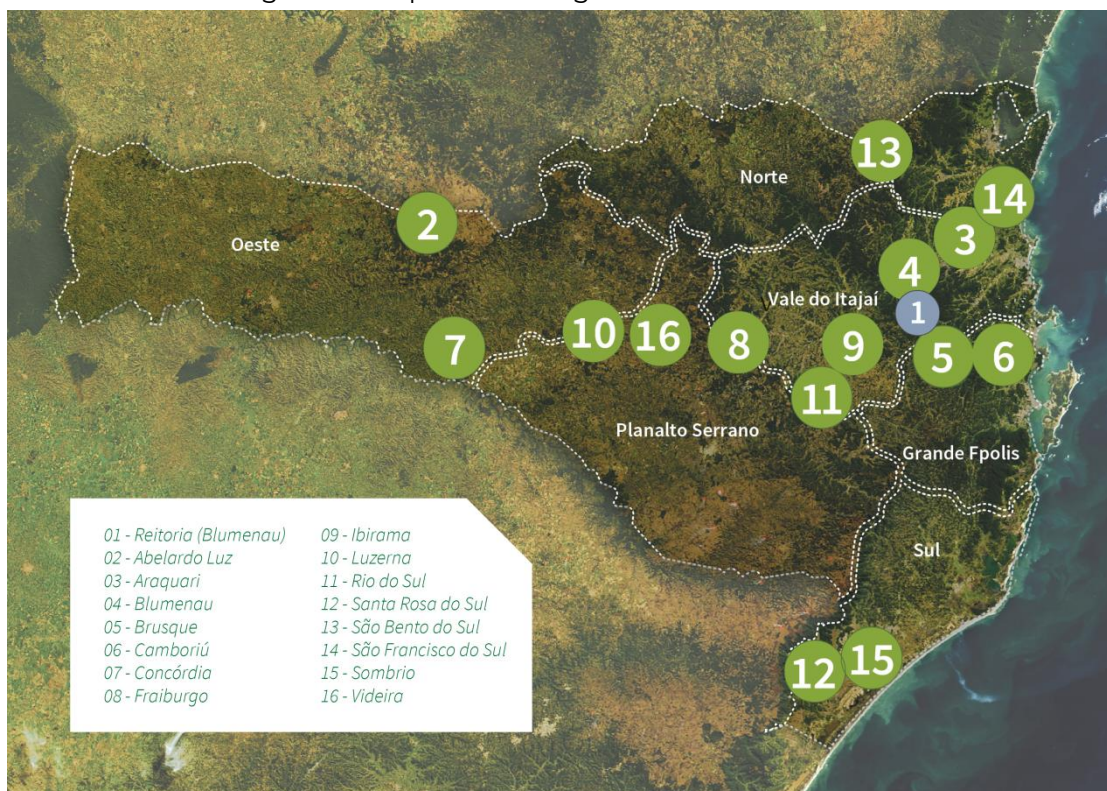 13
Norte
14
2
3
Oeste
4
Vale do Itajaí
1
10
16
8
9
7
5
6
11
Planalto Serrano
Grande Fpolis
Sul
15
12
01 - Reitoria (Blumenau)
02 - Abelardo Luz
03 - Araquari
04 - Blumenau
05 - Brusque
06 - Camboriú
07 - Concórdia
08 - Fraiburgo
09 - Ibirama
10 - Luzerna
11 - Rio do Sul
12 - Santa Rosa do Sul
13 - São Bento do Sul
14 - São Francisco do Sul
15 - Sombrio
16 - Videira